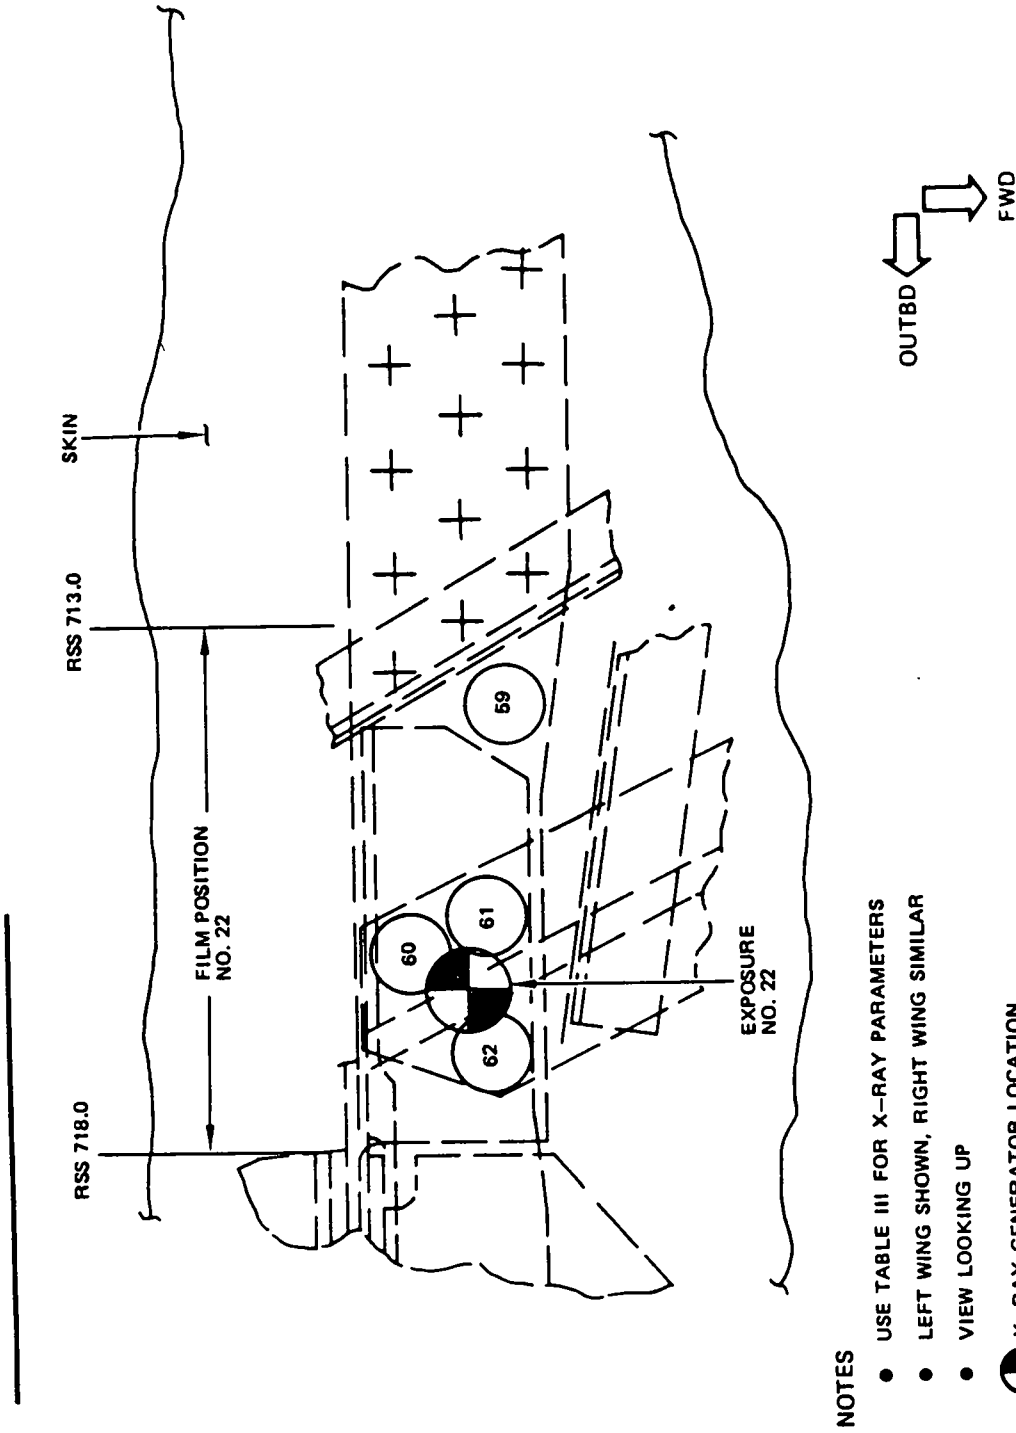 RSS 718.0
RSS 713.0
SKIN
FILM POSITION
NO. 22
62
60
61
59
EXPOSURE
NO. 22
OUTBD
FWD
NOTES
● USE TABLE III FOR X-RAY PARAMETERS
● LEFT WING SHOWN, RIGHT WING SIMILAR
● VIEW LOOKING UP
X-RAY GENERATOR LOCATION